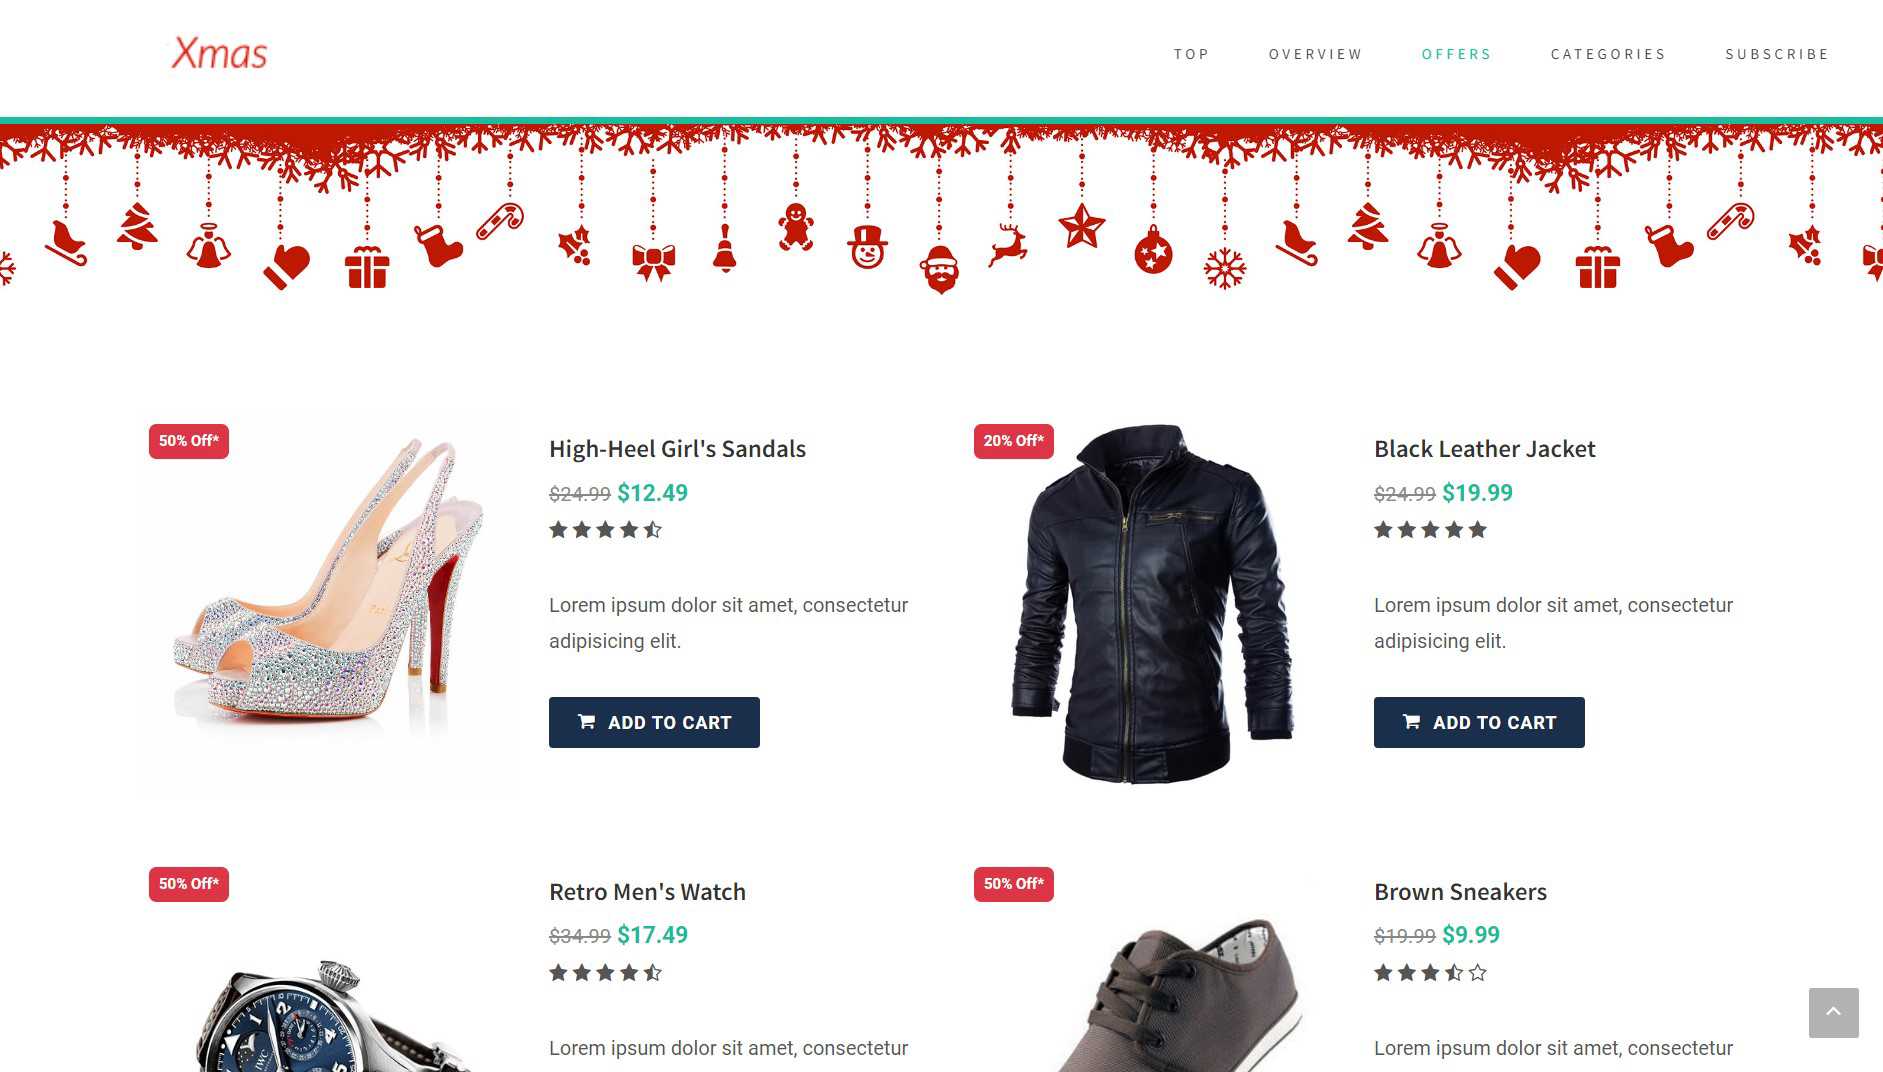 Xmas
TOP OVERVIEW OFFERS CATEGORIES SUBSCRIBE
50% Off*
High-Heel Girl's Sandals
$24.99 $12.49
Lorem ipsum dolor sit amet, consectetur
adipisicing elit.
ADD TO CART
20% Off*
Black Leather Jacket
$24.99 $19.99
Lorem ipsum dolor sit amet, consectetur
adipisicing elit.
ADD TO CART
50% Off*
Retro Men's Watch
$34.99 $17.49
Lorem ipsum dolor sit amet, consectetur
1
2
IWC
5
50% Off*
Brown Sneakers
$19.99 $9.99
Lorem ipsum dolor sit amet, consectetur